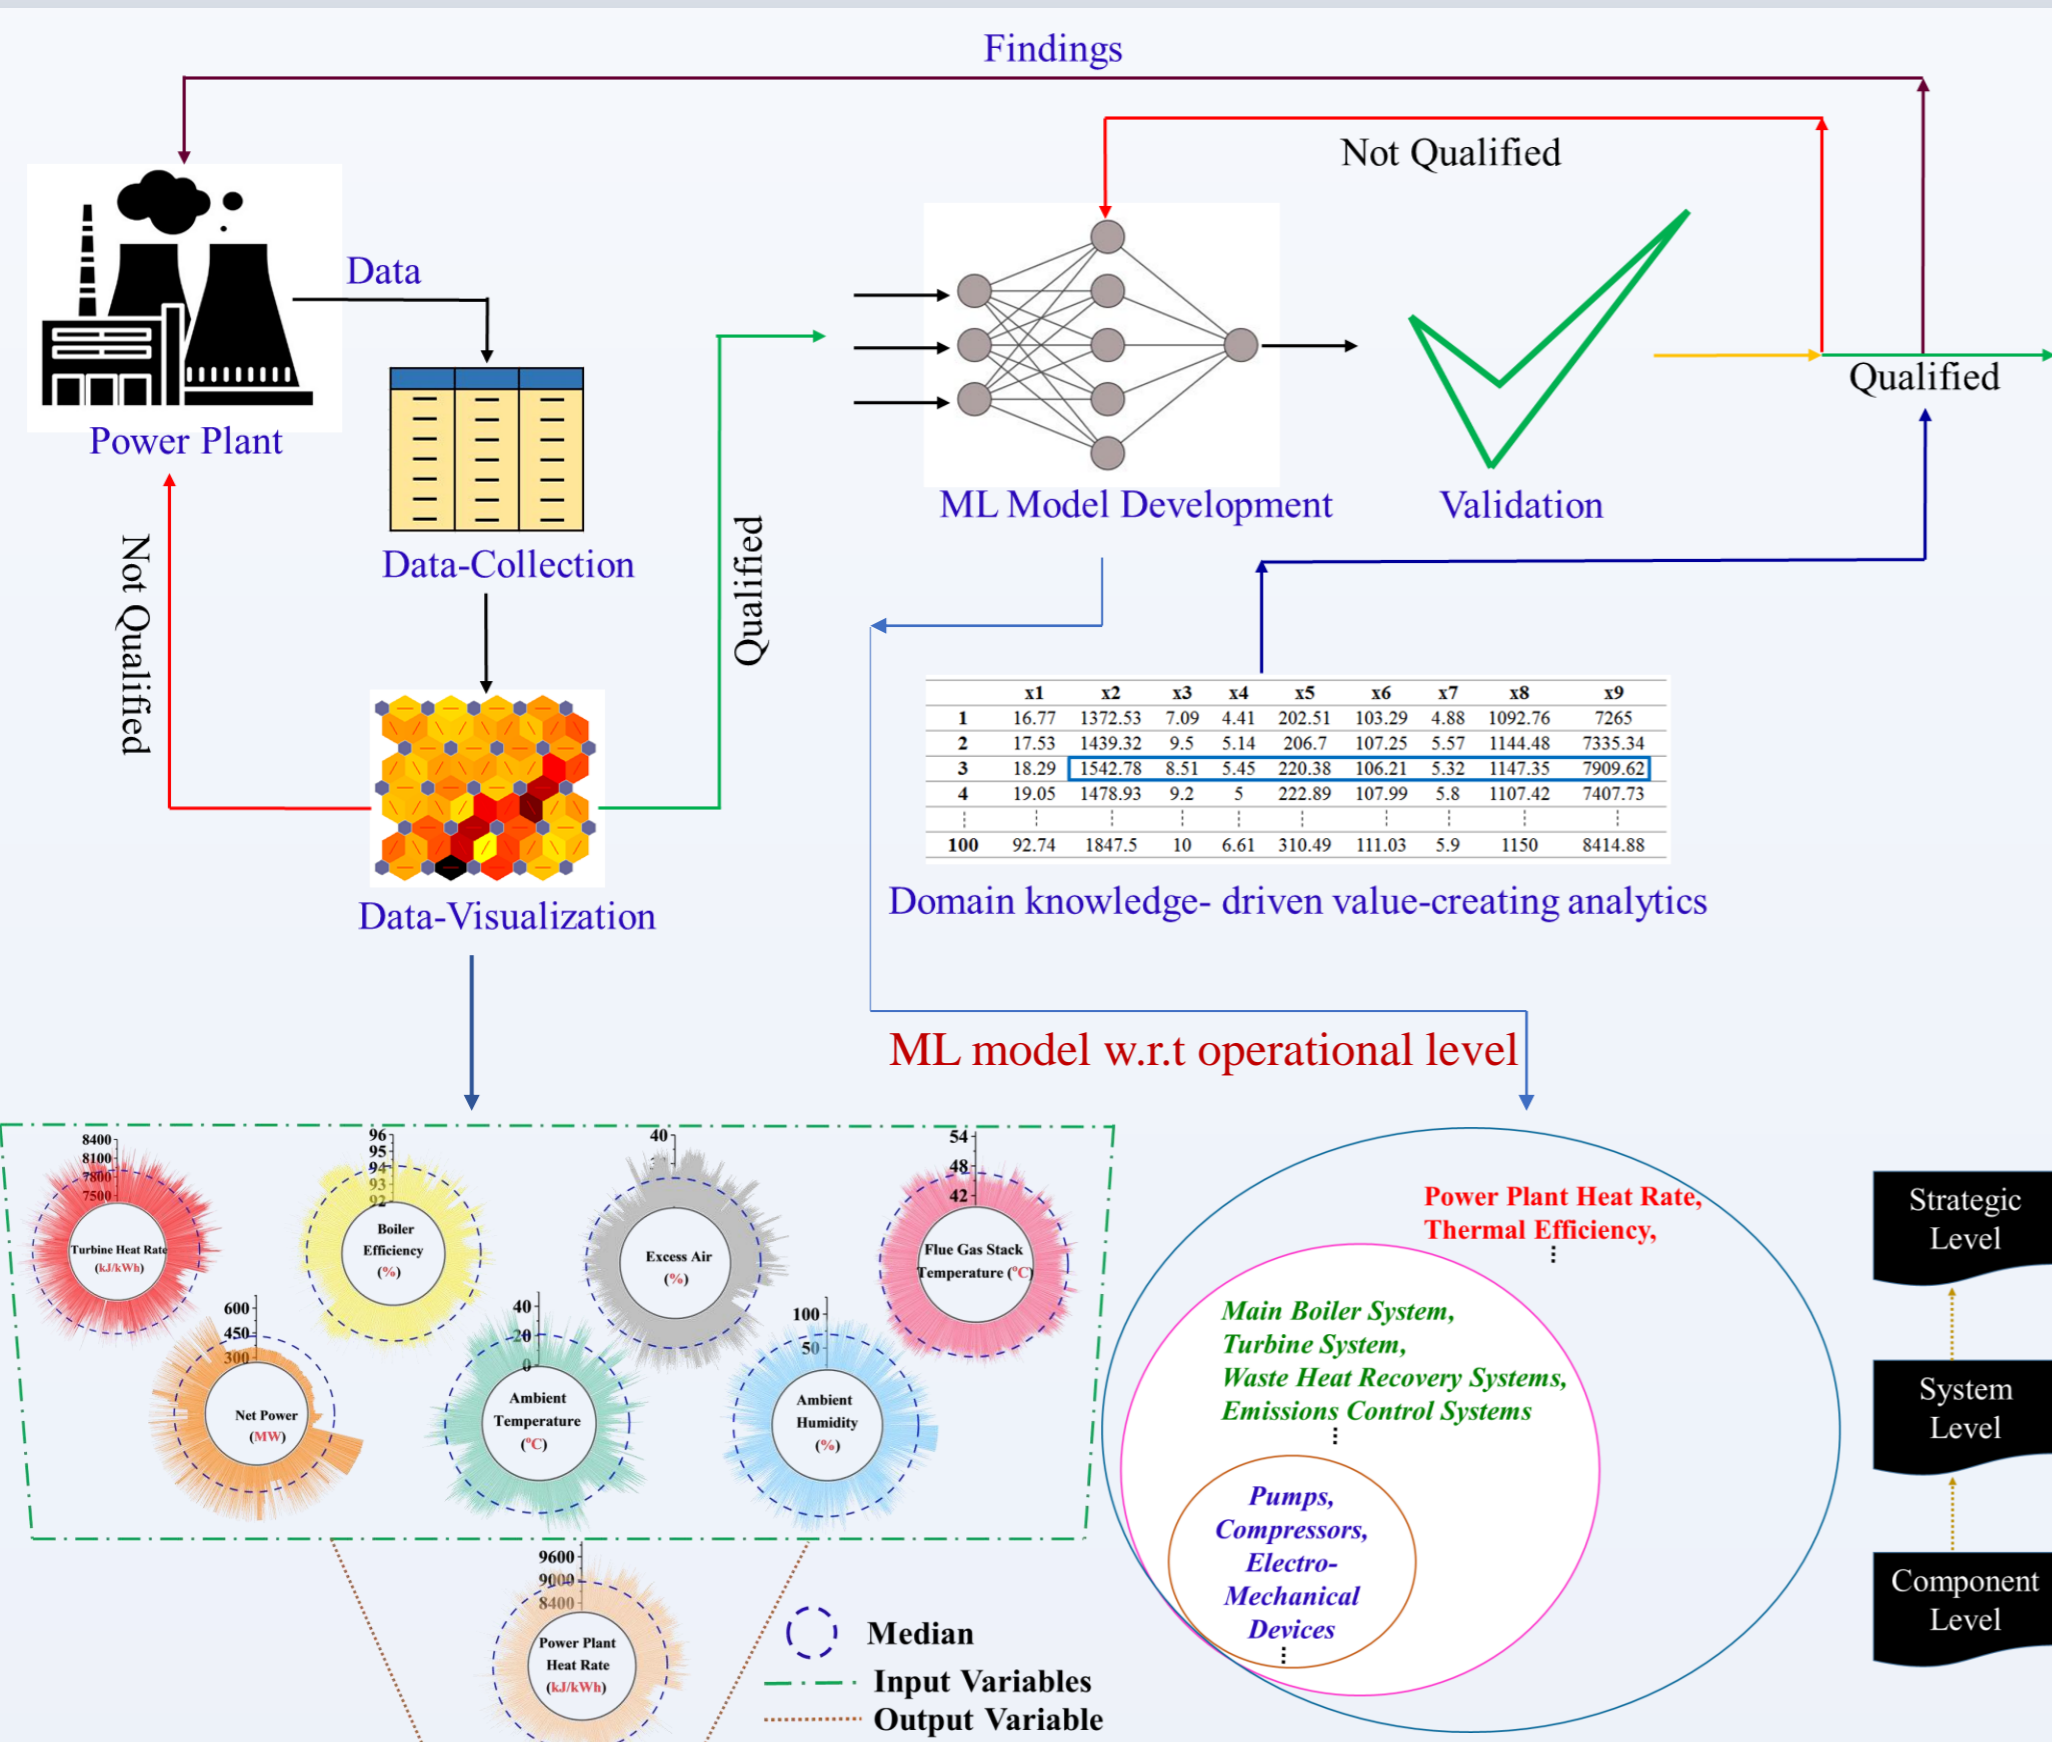 Findings
Not Qualified
Data
Qualified
Power Plant
ML Model Development
Validation
Not Qualified
Qualified
Data-Collection
x1 x2 x3 x4 x5 x6 x7 x8 x9
1 16.77 1372.53 7.09 4.41 202.51 103.29 4.88 1092.76 7265
2 17.53 1439.32 9.5 5.14 206.7 107.25 5.57 1144.48 7335.34
3 18.29 1542.78 8.51 5.45 220.38 106.21 5.32 1147.35 7909.62
4 19.05 1478.93 9.2 5 222.89 107.99 5.8 1107.42 7407.73
100 92.74 1847.5 10 6.61 310.49 111.03 5.9 1150 8414.88
Domain knowledge- driven value-creating analytics
Data-Visualization
ML model w.r.t operational level
8400
8100
7800
7500
Turbine Heat Rate
(kJ/kWh)
96
95
94
93
92
Boiler
Efficiency
(%)
40
Excess Air
(%)
54
48
42
Flue Gas Stack
Temperature (°C)
600
450
300
Net Power
(MW)
40
20
0
Ambient
Temperature
(°C)
100
50
Ambient
Humidity
(%)
9600
9000
8400
Power Plant
Heat Rate
(kJ/kWh)
Median
Input Variables
Output Variable
Power Plant Heat Rate,
Thermal Efficiency,
Main Boiler System,
Turbine System,
Waste Heat Recovery Systems,
Emissions Control Systems
Pumps,
Compressors,
Electro-
Mechanical
Devices
Strategic
Level
System
Level
Component
Level